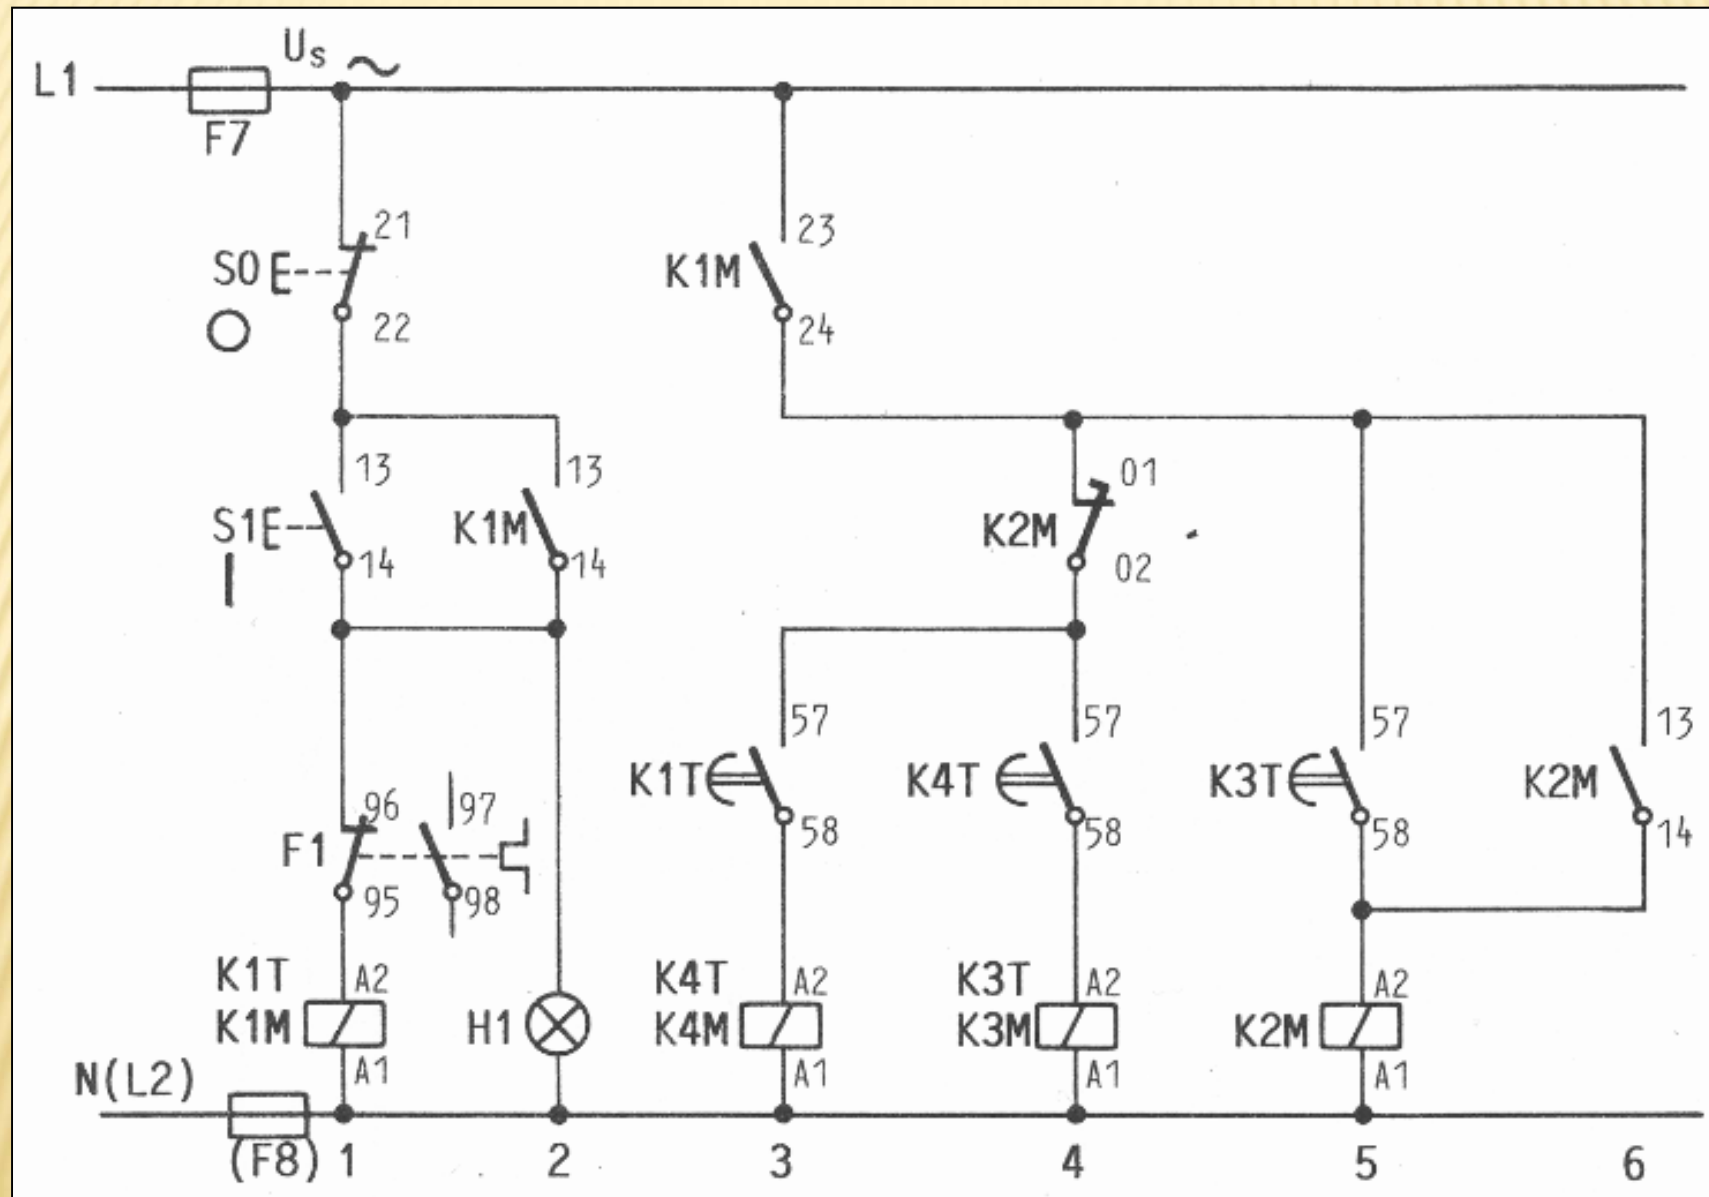 Us ~
L1
F7
21
S0
22
23
K1M
24
13
S1
14
13
K1M
14
01
K2M
02
57
K1T
58
57
K4T
58
57
K3T
58
13
K2M
14
96
F1
95
97
98
K1T
K1M
A2
A1
H1
K4T
K4M
A2
A1
K3T
K3M
A2
A1
K2M
A2
A1
N(L2)
(F8)
1 2 3 4 5 6